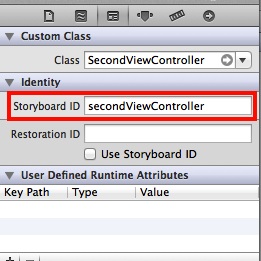 Custom Class
Class SecondViewController
Identity
Storyboard ID secondViewController
Restoration ID
Use Storyboard ID
User Defined Runtime Attributes
Key Path Type Value